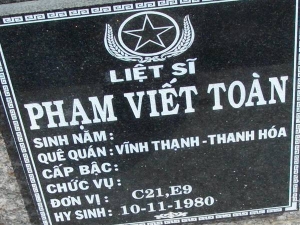 LIỆT SĨ
PHẠM VIẾT TOÀN
SINH NĂM :
QUÊ QUÁN : VĨNH THẠNH - THANH HÓA
CẤP BẬC :
CHỨC VỤ :
ĐƠN VỊ : C21,E9
HY SINH : 10-11-1980